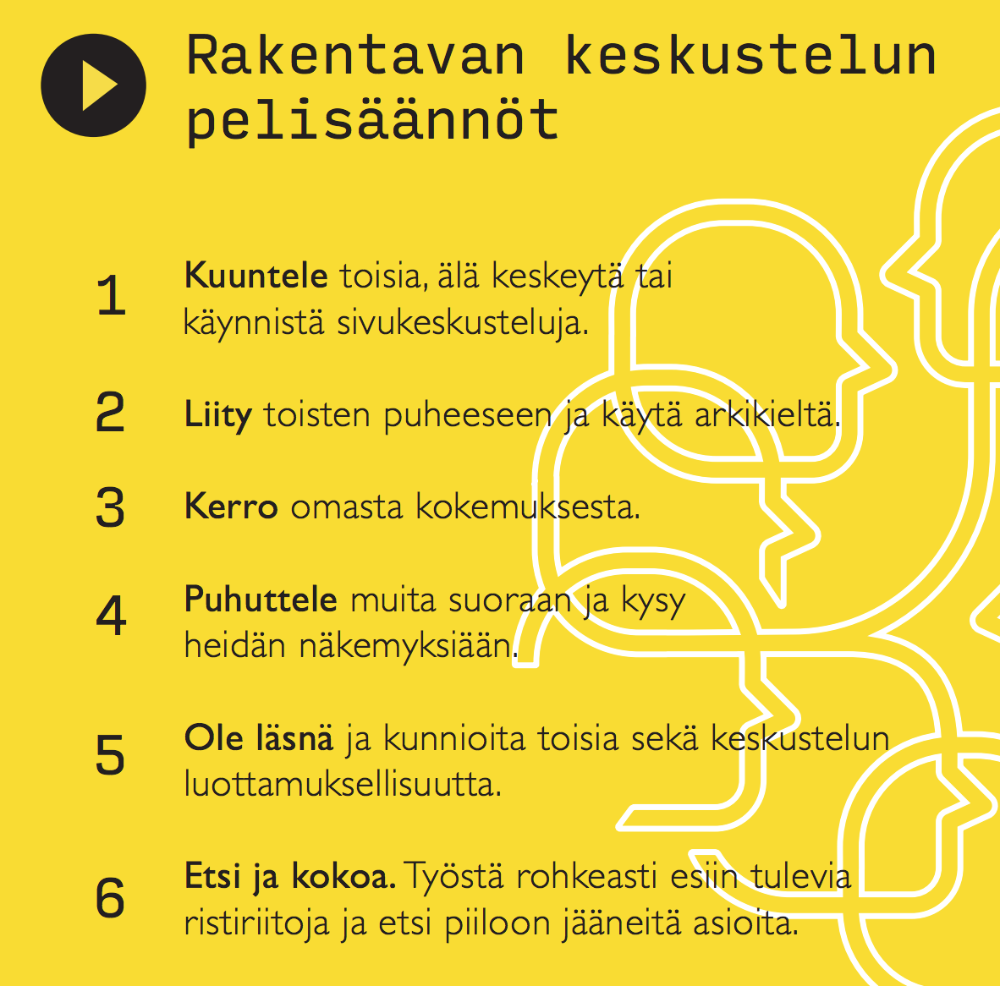 Rakentavan keskustelun
pelisäännöt
1
Kuuntele toisia, älä keskeytä tai
käynnistä sivukeskusteluja.
2
Liity toisten puheeseen ja käytä arkikieltä.
3
Kerro omasta kokemuksesta.
4
Puhuttele muita suoraan ja kysy
heidän näkemyksiään.
5
Ole läsnä ja kunnioita toisia sekä keskustelun
luottamuksellisuutta.
6
Etsi ja kokoa. Työstä rohkeasti esiin tulevia
ristiriitoja ja etsi piiloon jääneitä asioita.